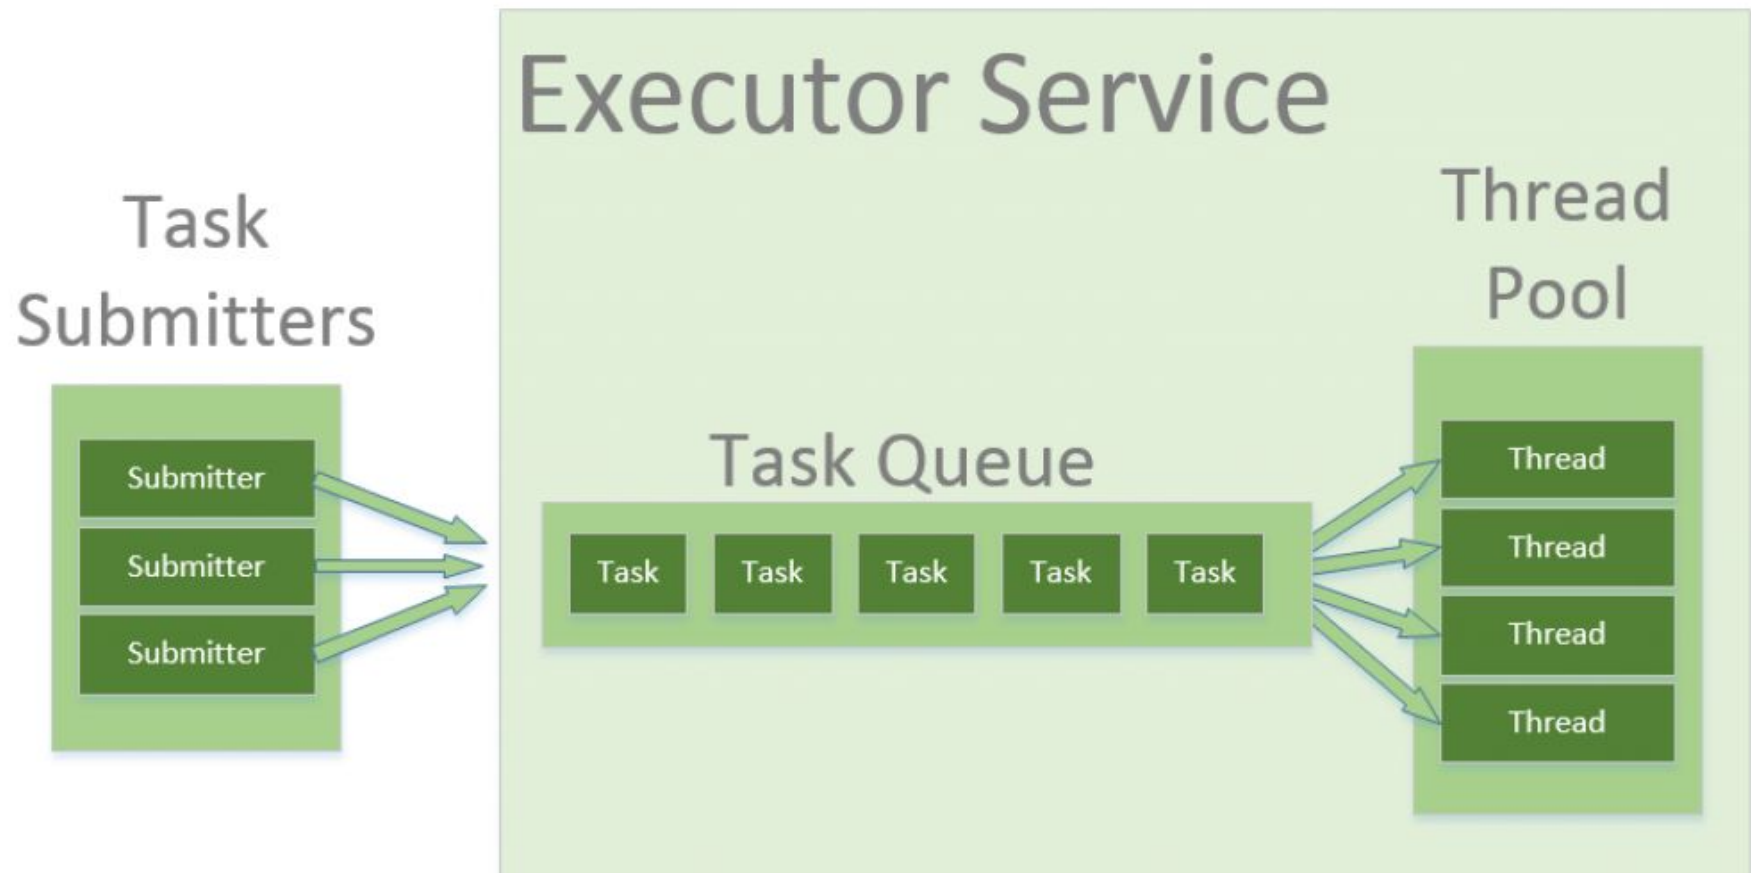 Executor Service
Task
Submitters
Submitter
Submitter
Submitter
Task Queue
Task Task Task Task Task
Thread
Pool
Thread
Thread
Thread
Thread